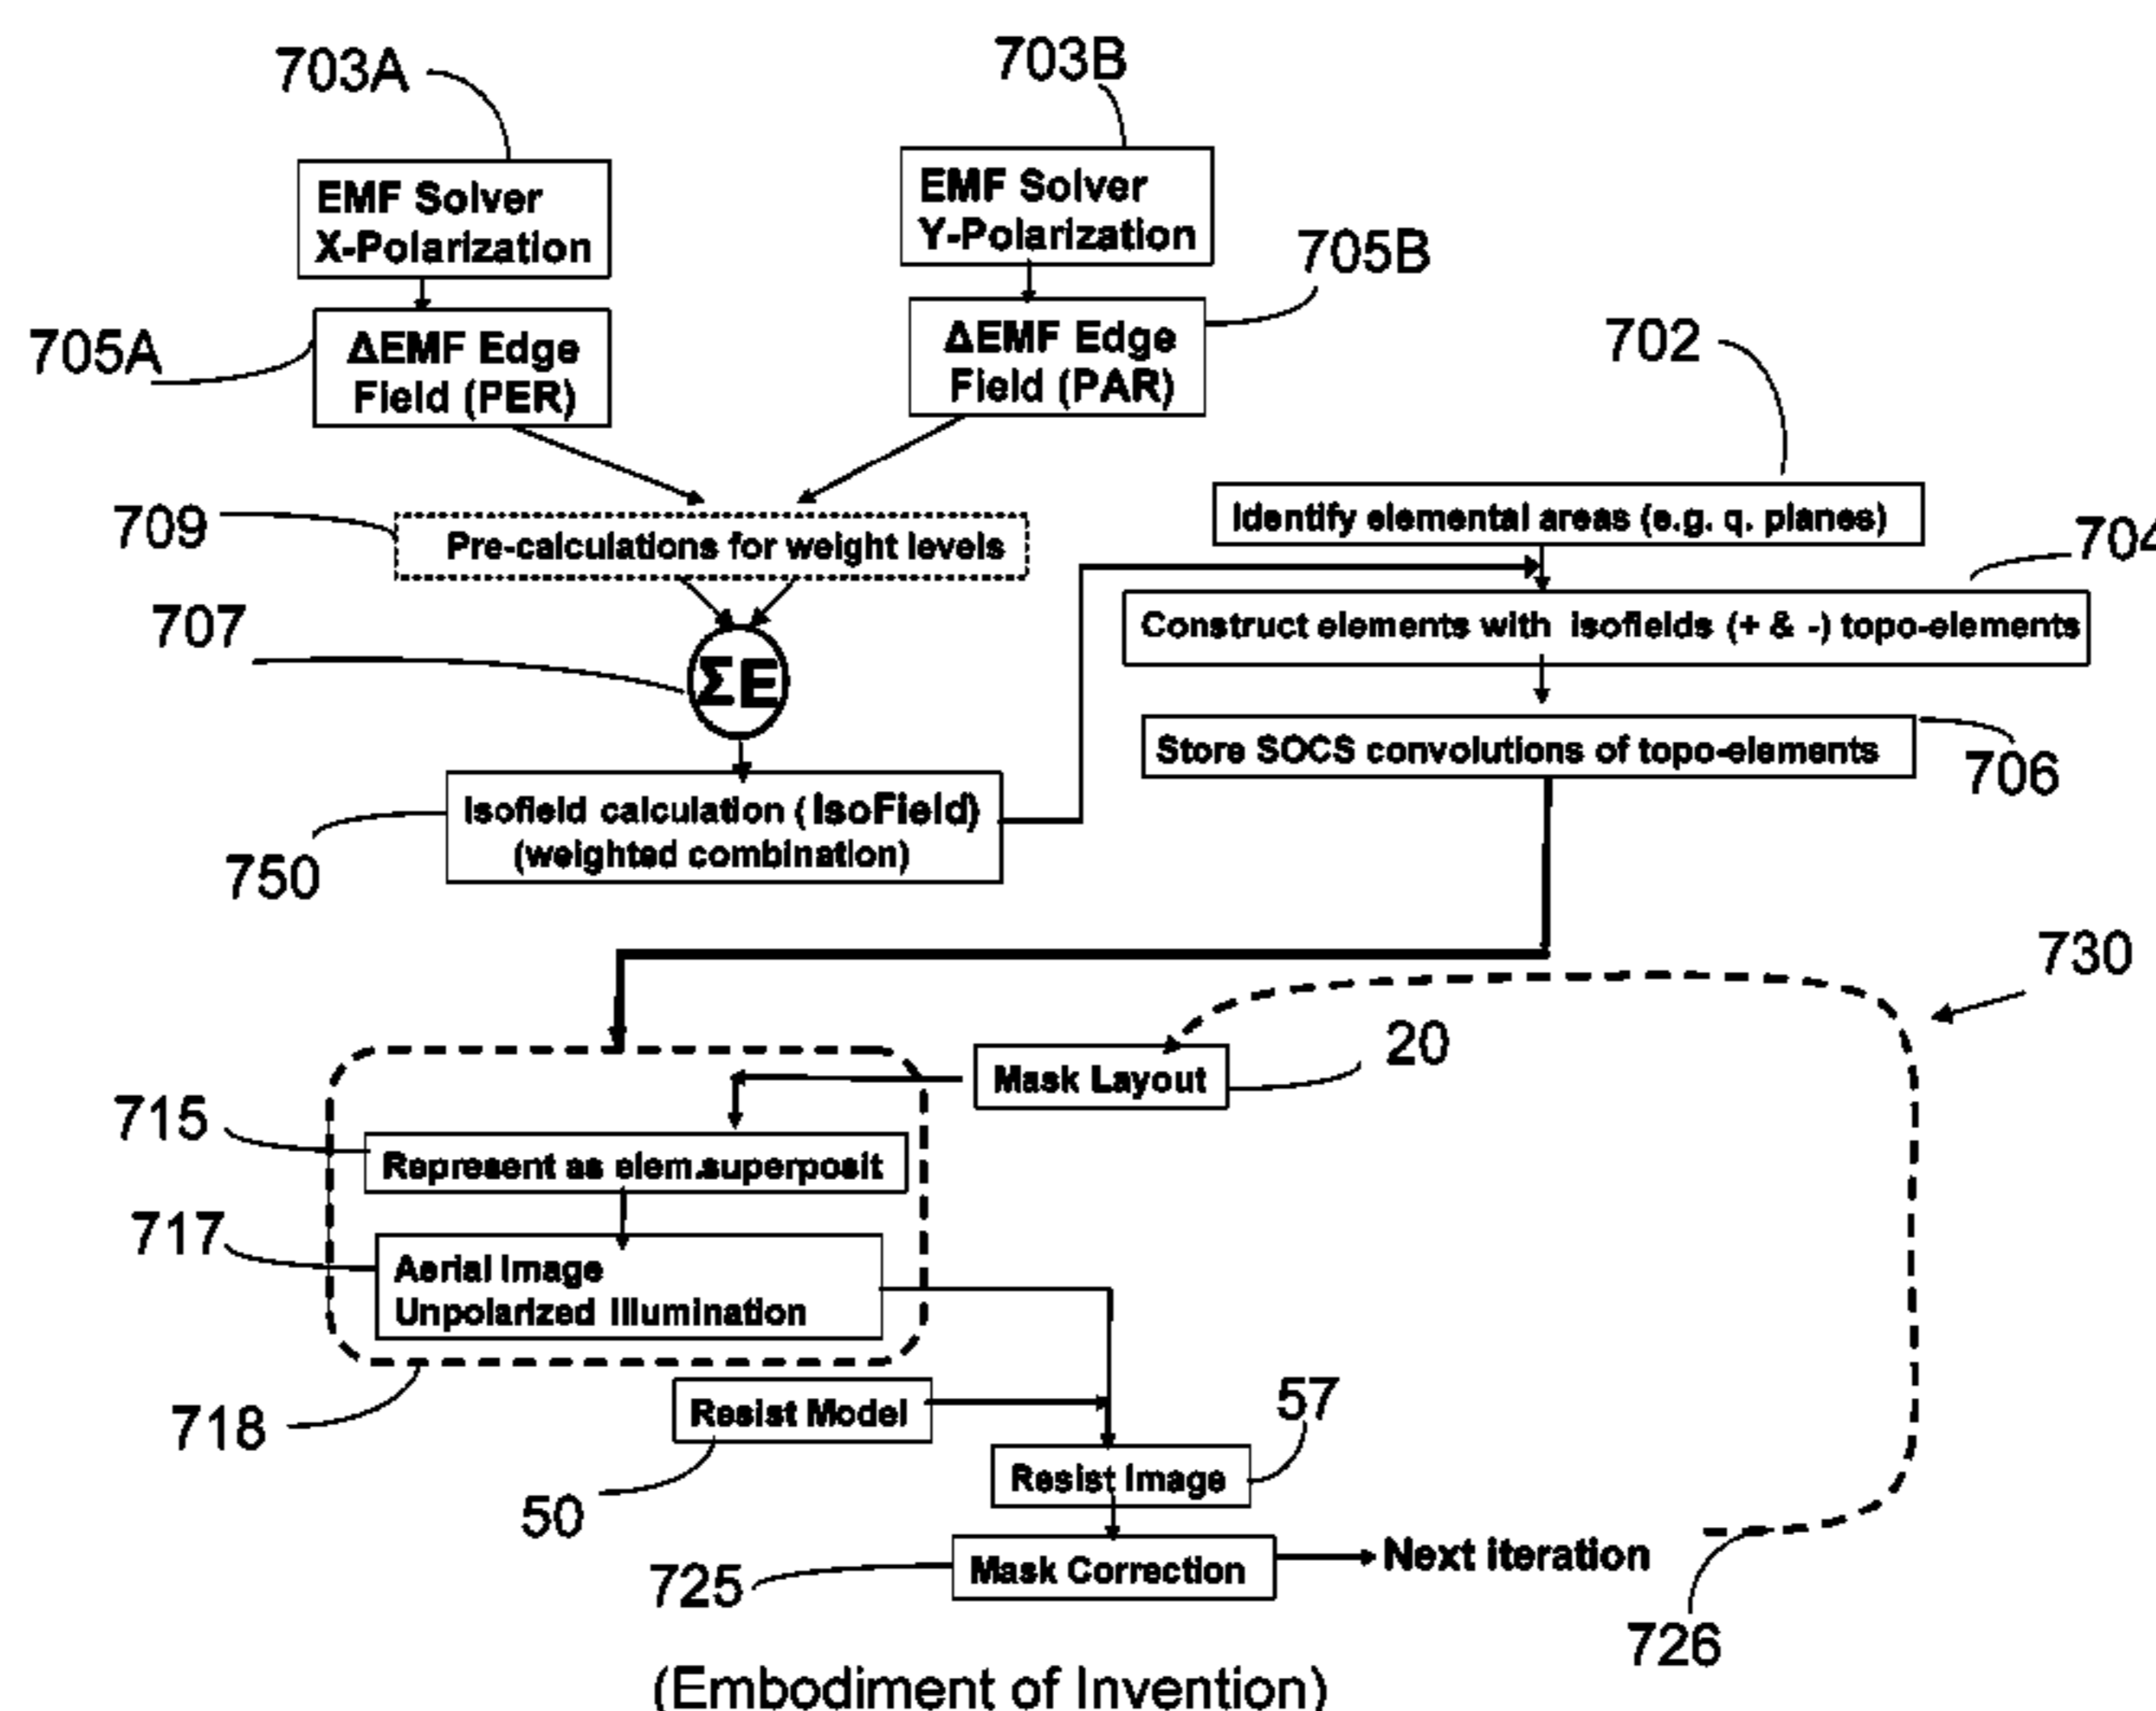 703A
703B
EMF Solver
X-Polarization
EMF Solver
Y-Polarization
705B
705A
ΔEMF Edge
Field (PER)
ΔEMF Edge
Field (PAR)
702
709
Pre-calculations for weight levels
Identify elemental areas (e.g. q. planes)
704
707
ΣE
Construct elements with isofields (+ & -) topo-elements
Store SOCS convolutions of topo-elements
706
Isofield calculation (IsoField)
(weighted combination)
750
730
20
Mask Layout
715
Represent as elem.superposit
717
Aerial Image
Unpolarized Illumination
718
Resist Model
57
50
Resist Image
725
Mask Correction
Next iteration
726
(Embodiment of Invention)